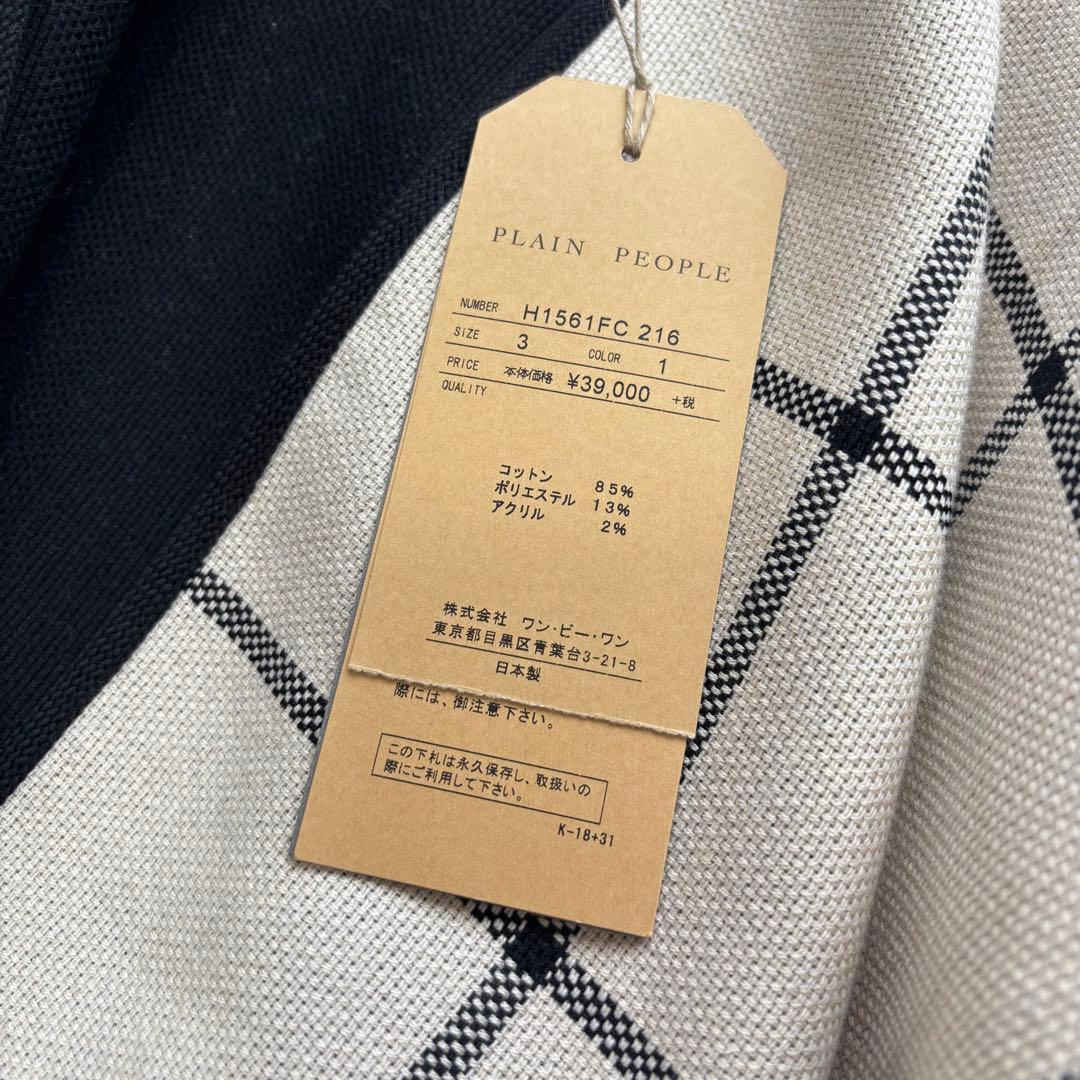 PLAIN PEOPLE
NUMBER H1561FC 216
SIZE 3 COLOR 1
PRICE 本体価格 ¥39,000 +税
QUALITY
コットン 85%
ポリエステル 13%
アクリル 2%
株式会社 ワン・ビー・ワン
東京都目黒区青葉台3-21-8
日本製
際には、御注意下さい。
この下札は永久保存し、取扱いの
際にご利用して下さい。
K-18+31